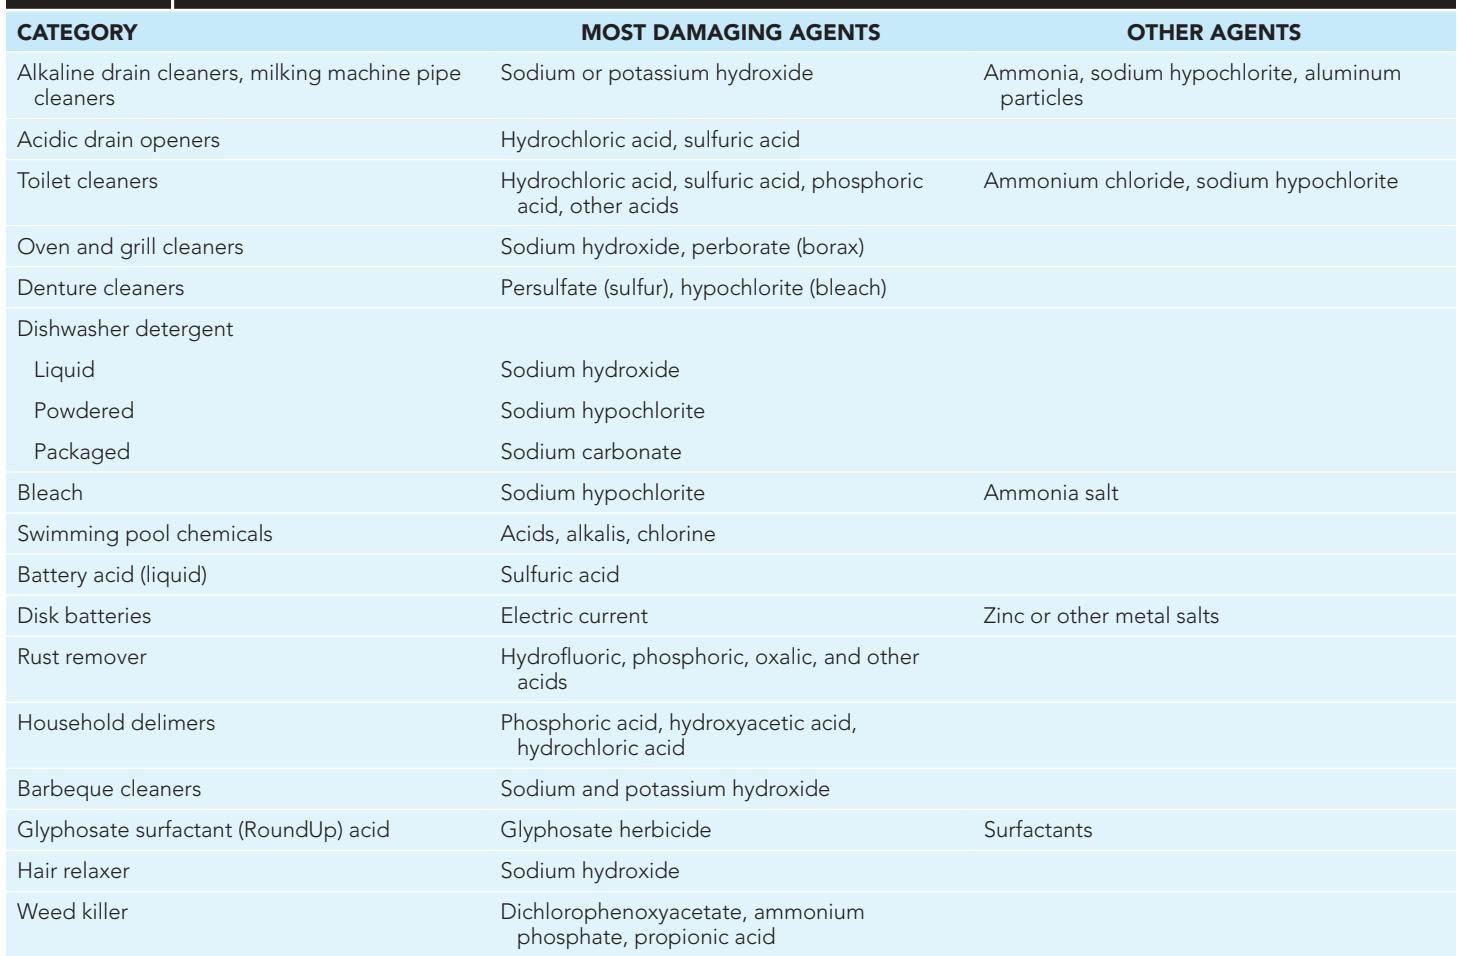 CATEGORY MOST DAMAGING AGENTS OTHER AGENTS
Alkaline drain cleaners, milking machine pipe Sodium or potassium hydroxide Ammonia, sodium hypochlorite, aluminum
cleaners particles
Acidic drain openers Hydrochloric acid, sulfuric acid
Toilet cleaners Hydrochloric acid, sulfuric acid, phosphoric Ammonium chloride, sodium hypochlorite
acid, other acids
Oven and grill cleaners Sodium hydroxide, perborate (borax)
Denture cleaners Persulfate (sulfur), hypochlorite (bleach)
Dishwasher detergent
Liquid Sodium hydroxide
Powdered Sodium hypochlorite
Packaged Sodium carbonate
Bleach Sodium hypochlorite Ammonia salt
Swimming pool chemicals Acids, alkalis, chlorine
Battery acid (liquid) Sulfuric acid
Disk batteries Electric current Zinc or other metal salts
Rust remover Hydrofluoric, phosphoric, oxalic, and other
acids
Household delimers Phosphoric acid, hydroxyacetic acid,
hydrochloric acid
Barbeque cleaners Sodium and potassium hydroxide
Glyphosate surfactant (RoundUp) acid Glyphosate herbicide Surfactants
Hair relaxer Sodium hydroxide
Weed killer Dichlorophenoxyacetate, ammonium
phosphate, propionic acid